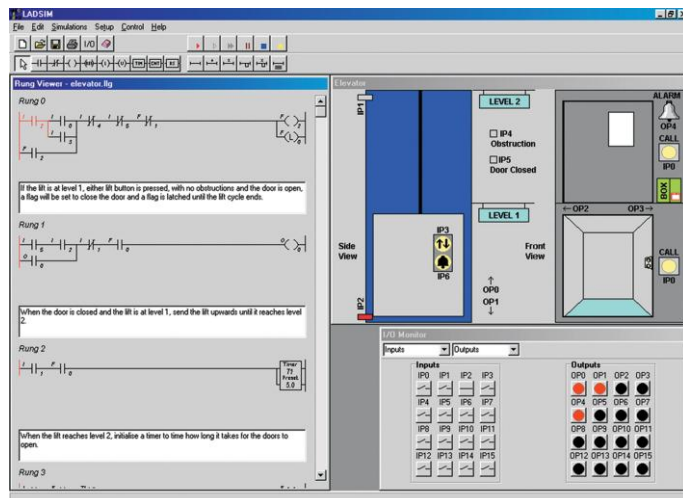 LADSIM
File Edit Simulations Setup Control Help
I/O
TIM CNT
Rung Viewer - elevator.llg
Rung 0
If the lift is at level 1, either lift button is pressed, with no obstructions and the door is open, a flag will be set to close the door and a flag is latched until the lift cycle ends.
Rung 1
When the door is closed and the lift is at level 1, send the lift upwards until it reaches level 2.
Rung 2
Timer
T1
Preset
5.0
When the lift reaches level 2, initialise a timer to time how long it takes for the doors to open.
Rung 3
Elevator
IP1
LEVEL 2
IP4
Obstruction
IP5
Door Closed
LEVEL 1
IP3
IP6
Side View
Front View
OP0
OP1
IP2
ALARM
OP4
CALL
IP0
BOX
←OP2 OP3→
CALL
IP0
I/O Monitor
Inputs Outputs
Inputs
IP0 IP1 IP2 IP3
IP4 IP5 IP6 IP7
IP8 IP9 IP10 IP11
IP12 IP13 IP14 IP15
Outputs
OP0 OP1 OP2 OP3
OP4 OP5 OP6 OP7
OP8 OP9 OP10 OP11
OP12 OP13 OP14 OP15